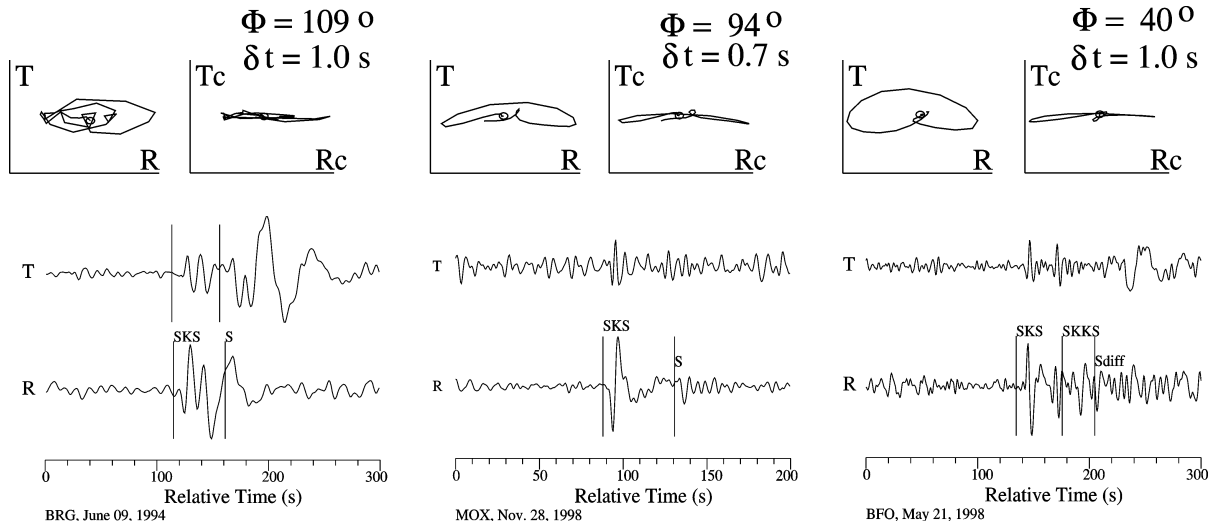 Φ = 109 o
δt = 1.0 s
T
Tc
R
Rc
T
SKS
S
R
0
100
200
300
Relative Time (s)
BRG, June 09, 1994
Φ = 94 o
δt = 0.7 s
T
Tc
R
Rc
T
SKS
S
R
0
50
100
150
200
Relative Time (s)
MOX, Nov. 28, 1998
Φ = 40 o
δt = 1.0 s
T
Tc
R
Rc
T
SKS
SKKS
Sdiff
R
0
100
200
300
Relative Time (s)
BFO, May 21, 1998